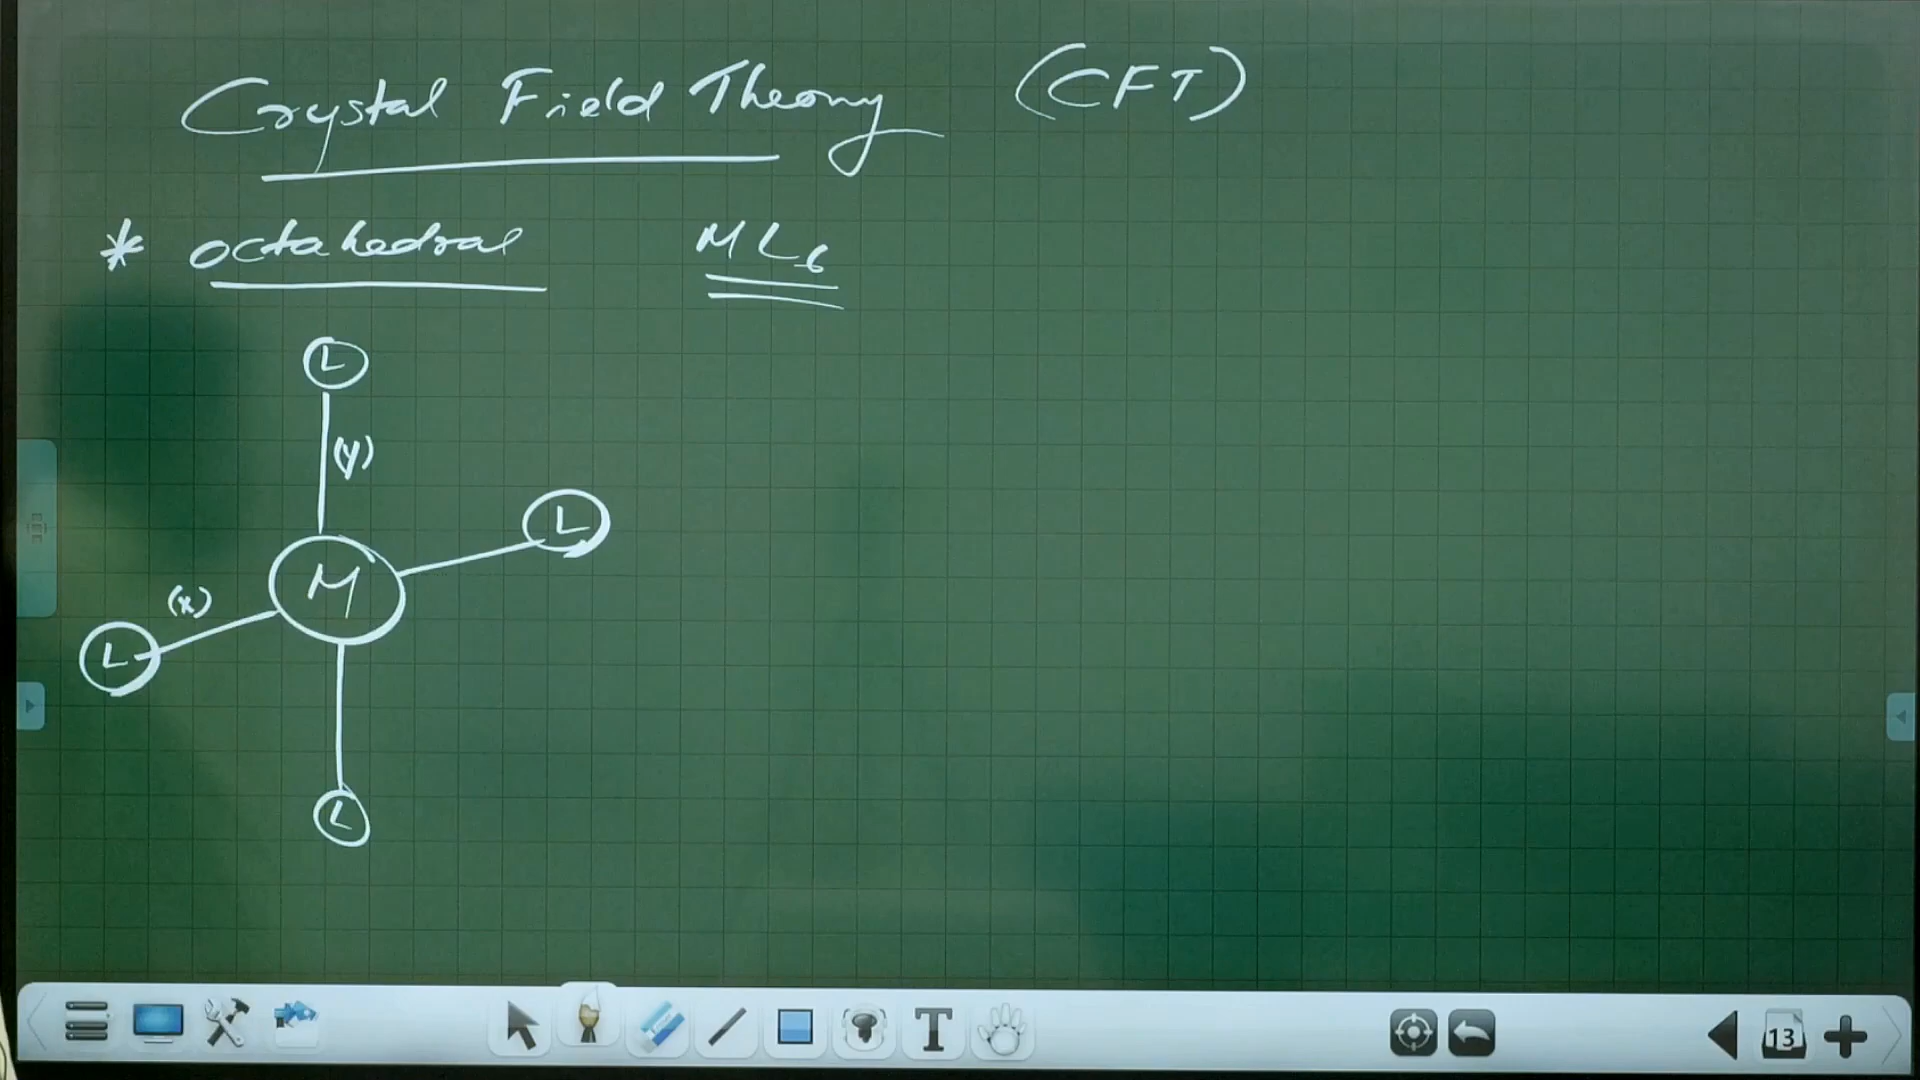 Crystal Field Theory (CFT)
* octahedral ML6
L
(y)
L
M
(x)
L
L
T
13